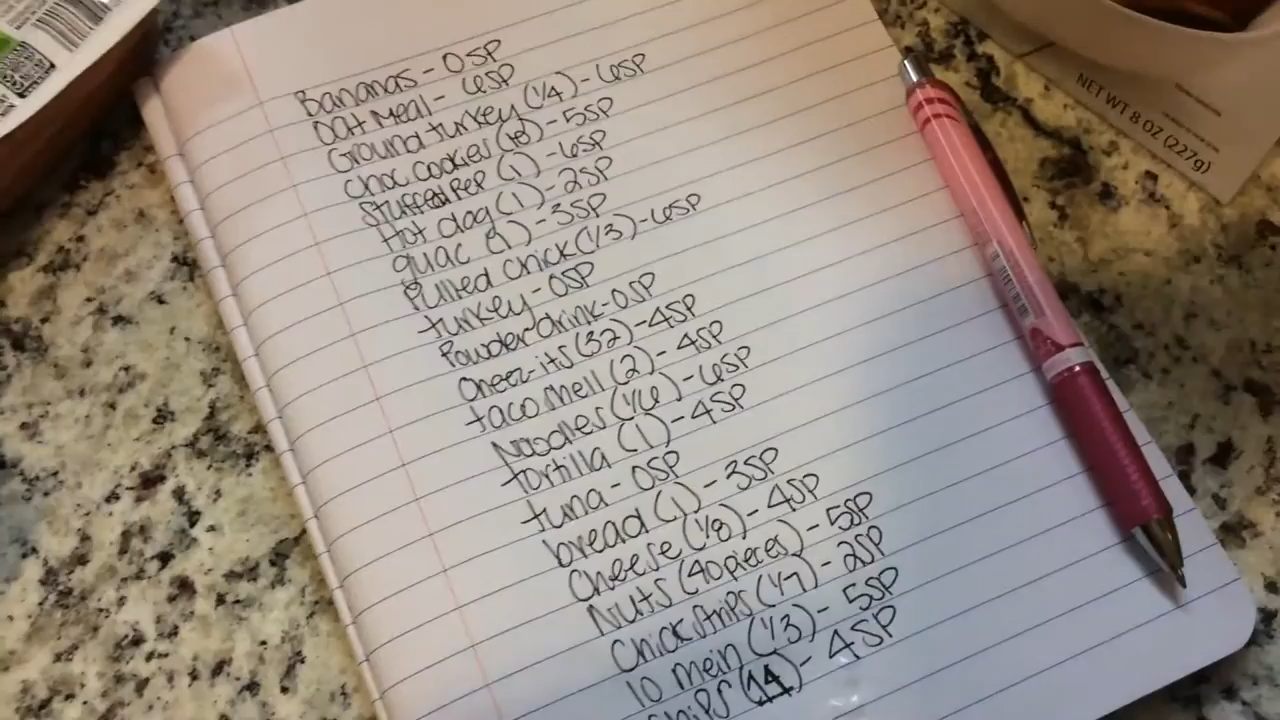 Bananas - 0SP
Oatmeal - 6SP
Ground turkey (1/4) - 6SP
Choc cookies (18) - 5SP
Stuffed Pep (1) - 6SP
Hot dog (1) - 2SP
guac (1) - 3SP
Pulled chick (1/3) - 6SP
turkey - 0SP
Powder drink - 0SP
Cheez-its (32) - 4SP
taco shell (2) - 4SP
Noodles (1/6) - 6SP
tortilla (1) - 4SP
tuna - 0SP
bread (1) - 3SP
Cheese (1/8) - 4SP
Nuts (40 pieces) - 5SP
Chick strips (1/7) - 2SP
lo mein (1/3) - 5SP
Chips (14) - 4SP
NET WT 8 OZ (227g)